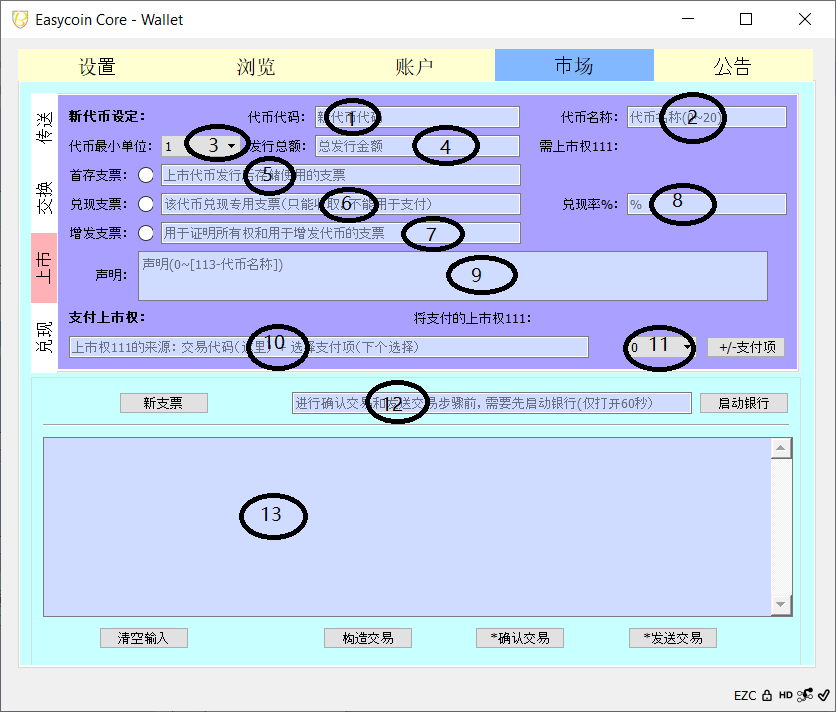 Easycoin Core - Wallet
设置 浏览 账户 市场 公告
传送
交换
上市
兑现
新代币设定： 代币代码： 新代币代码 1 代币名称： 代币名称(0~20) 2
代币最小单位： 1 3 发行总额： 总发行金额 4 需上市权111：
首存支票： 上市代币发行后存储使用的支票 5
兑现支票： 该代币兑现专用支票(只能收取,不能用于支付) 6 兑现率%： % 8
增发支票： 用于证明所有权和用于增发代币的支票 7
声明： 声明(0~[113-代币名称]) 9
支付上市权： 将支付的上市权111：
上市权111的来源：交易代码(这里) + 选择支付项(下个选择) 10 0 11 +/-支付项
新支票 进行确认交易和发送交易步骤前,需要先启动银行(仅打开60秒) 12 启动银行
13
清空输入 构造交易 *确认交易 *发送交易
EZC HD